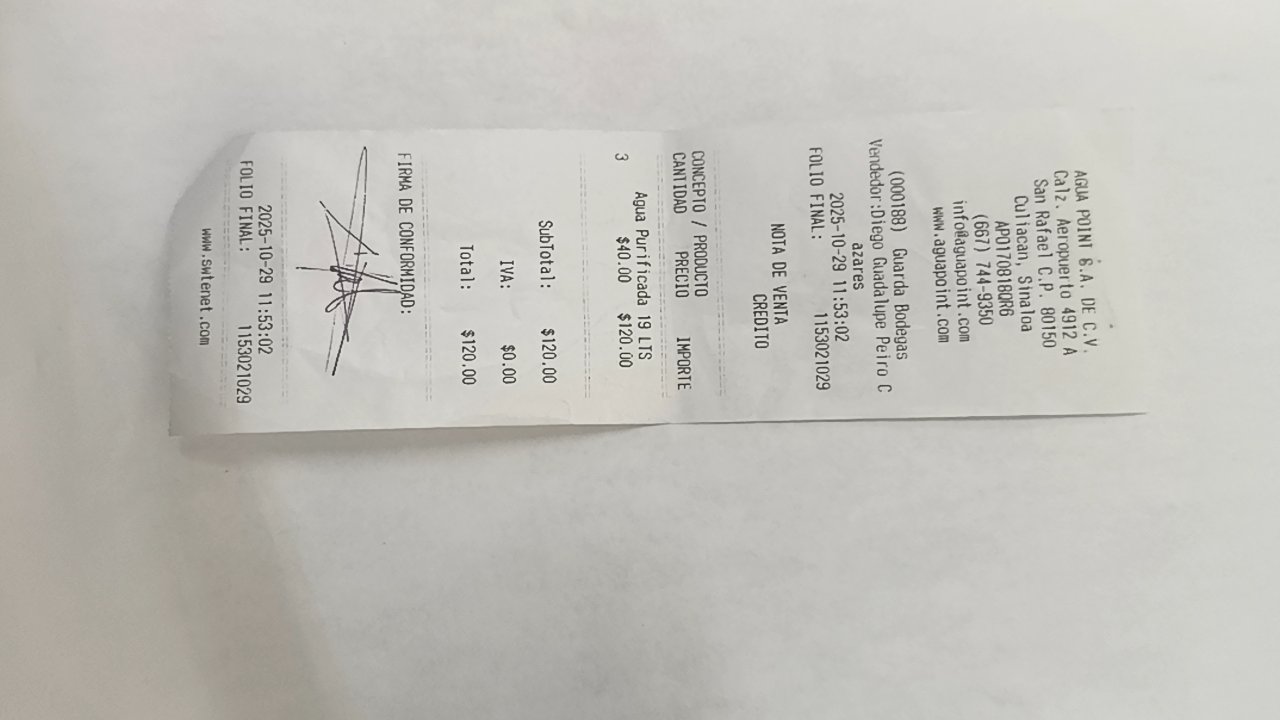 AGUA POINT S.A. DE C.V.
Calz. Aeropuerto 4912 A
San Rafael C.P. 80150
Culiacan, Sinaloa
APO170818QR6
(667) 744-9350
info@aguapoint.com
www.aguapoint.com
(000188) Guarda Bodegas
Vendedor:Diego Guadalupe Peiro C
azares
2025-10-29 11:53:02
FOLIO FINAL: 1153021029
NOTA DE VENTA
CREDITO
CONCEPTO / PRODUCTO
CANTIDAD PRECIO IMPORTE
Agua Purificada 19 LTS
3 $40.00 $120.00
SubTotal: $120.00
IVA: $0.00
Total: $120.00
FIRMA DE CONFORMIDAD:
2025-10-29 11:53:02
FOLIO FINAL: 1153021029
www.swtenet.com